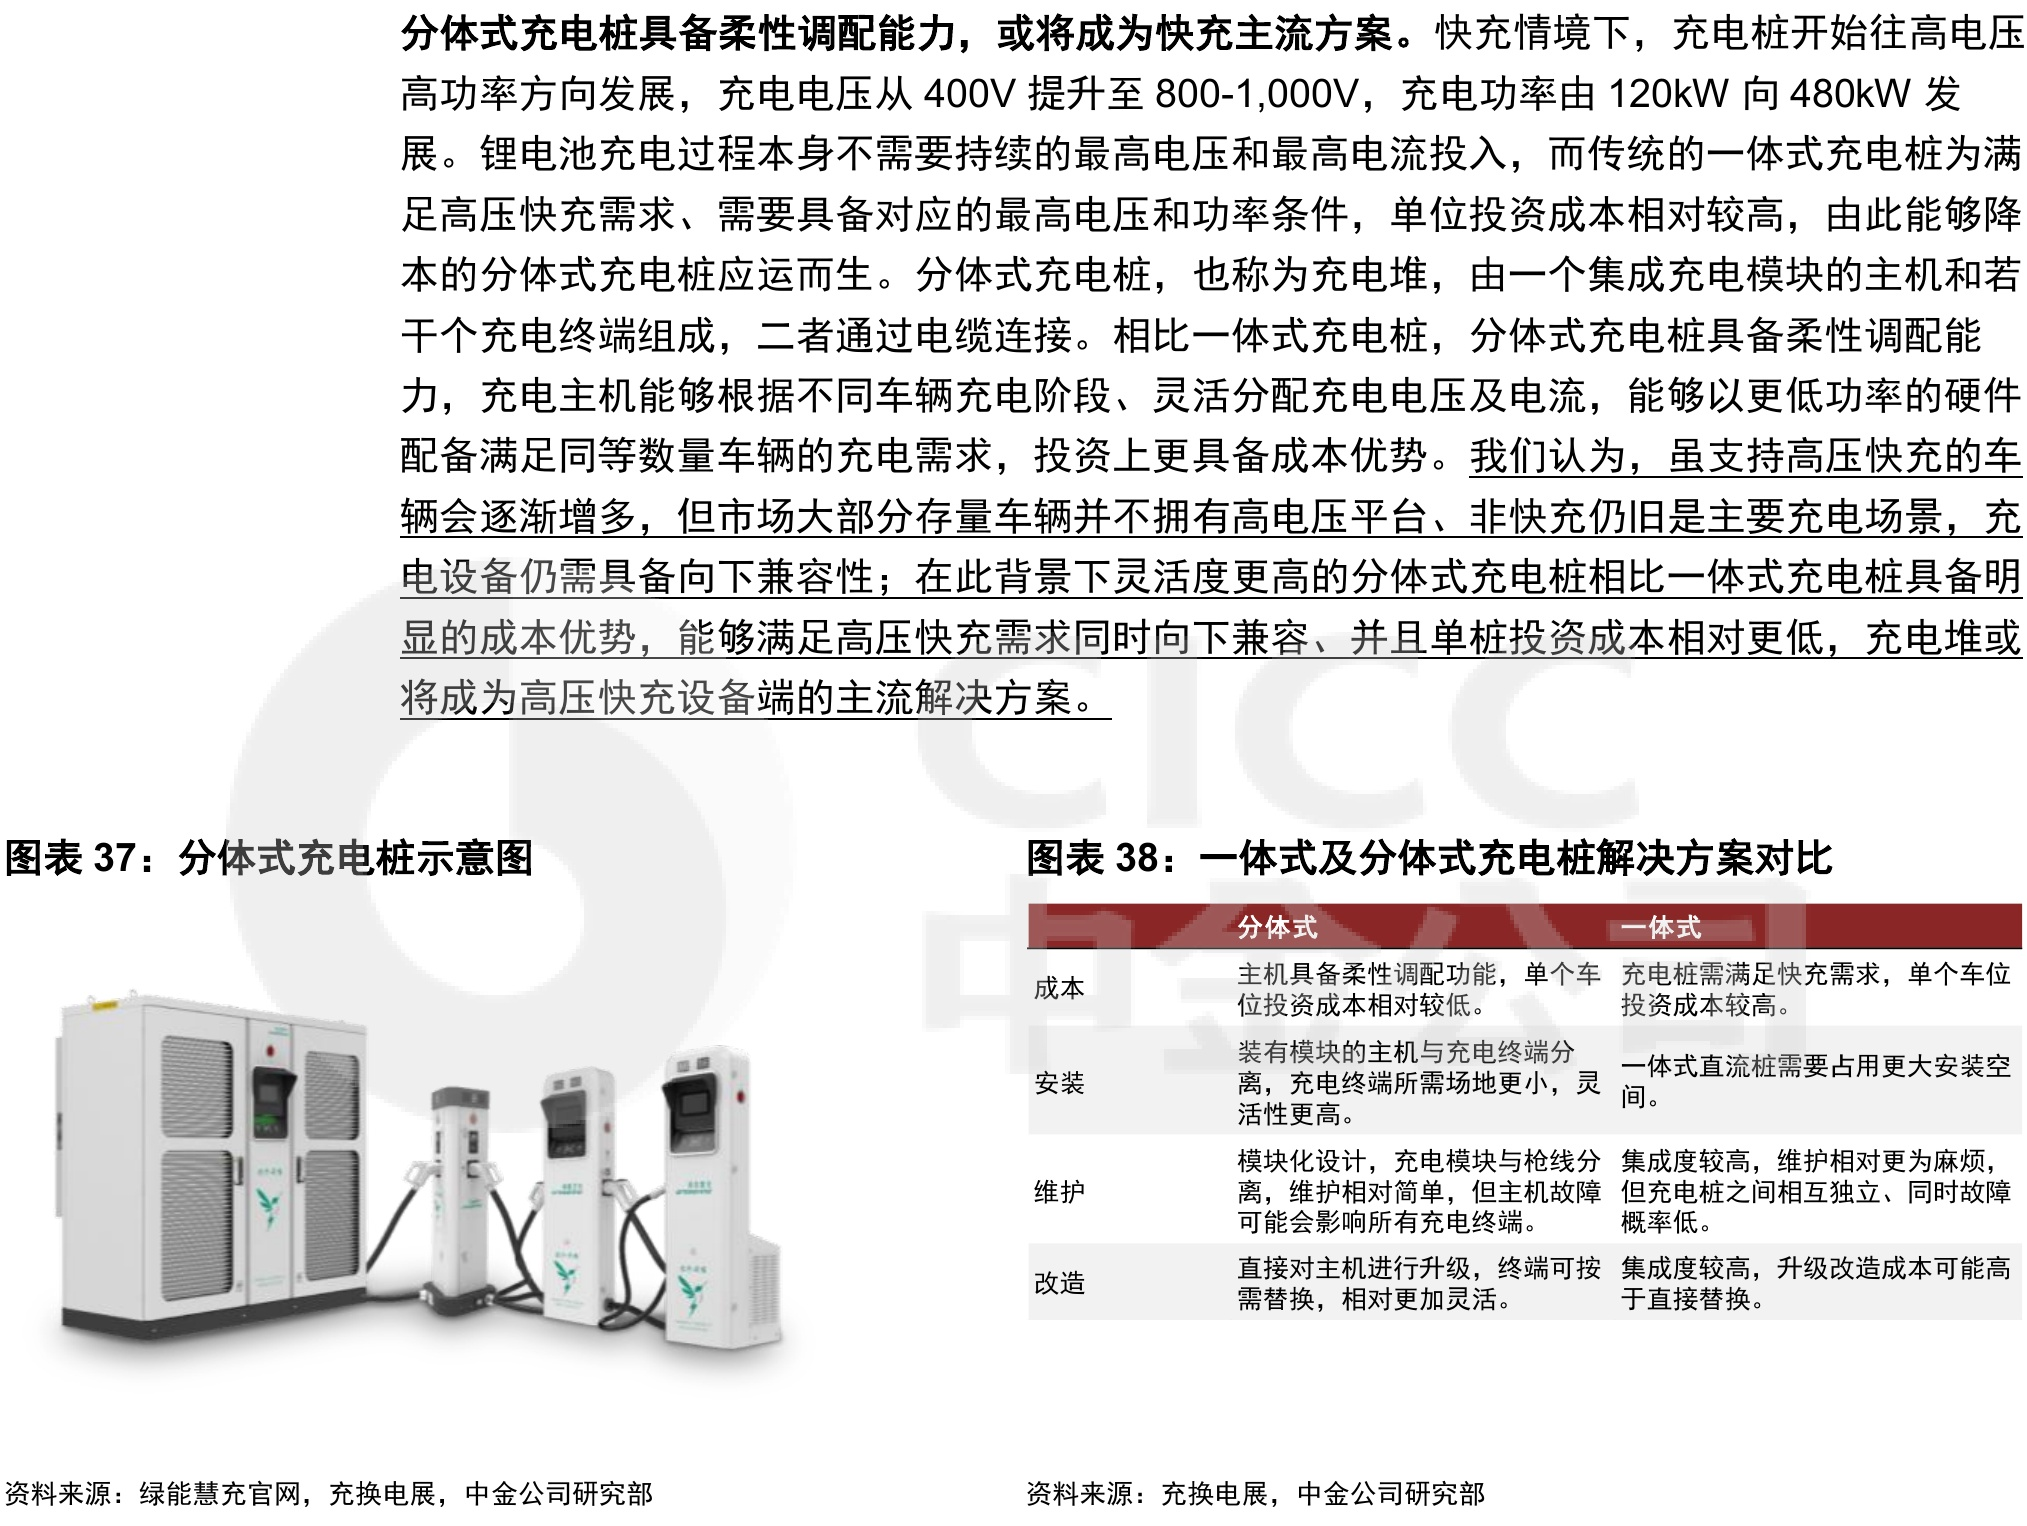 分体式充电桩具备柔性调配能力，或将成为快充主流方案。快充情境下，充电桩开始往高电压
高功率方向发展，充电电压从 400V 提升至 800-1,000V，充电功率由 120kW 向 480kW 发
展。锂电池充电过程本身不需要持续的最高电压和最高电流投入，而传统的一体式充电桩为满
足高压快充需求、需要具备对应的最高电压和功率条件，单位投资成本相对较高，由此能够降
本的分体式充电桩应运而生。分体式充电桩，也称为充电堆，由一个集成充电模块的主机和若
干个充电终端组成，二者通过电缆连接。相比一体式充电桩，分体式充电桩具备柔性调配能
力，充电主机能够根据不同车辆充电阶段、灵活分配充电电压及电流，能够以更低功率的硬件
配备满足同等数量车辆的充电需求，投资上更具备成本优势。我们认为，虽支持高压快充的车
辆会逐渐增多，但市场大部分存量车辆并不拥有高电压平台、非快充仍旧是主要充电场景，充
电设备仍需具备向下兼容性；在此背景下灵活度更高的分体式充电桩相比一体式充电桩具备明
显的成本优势，能够满足高压快充需求同时向下兼容、并且单桩投资成本相对更低，充电堆或
将成为高压快充设备端的主流解决方案。
CICC
中金公司
图表 37：分体式充电桩示意图
资料来源：绿能慧充官网，充换电展，中金公司研究部
图表 38：一体式及分体式充电桩解决方案对比
分体式 一体式
成本
主机具备柔性调配功能，单个车
位投资成本相对较低。
充电桩需满足快充需求，单个车位
投资成本较高。
安装
装有模块的主机与充电终端分
离，充电终端所需场地更小，灵
活性更高。
一体式直流桩需要占用更大安装空
间。
维护
模块化设计，充电模块与枪线分
离，维护相对简单，但主机故障
可能会影响所有充电终端。
集成度较高，维护相对更为麻烦，
但充电桩之间相互独立、同时故障
概率低。
改造
直接对主机进行升级，终端可按
需替换，相对更加灵活。
集成度较高，升级改造成本可能高
于直接替换。
资料来源：充换电展，中金公司研究部